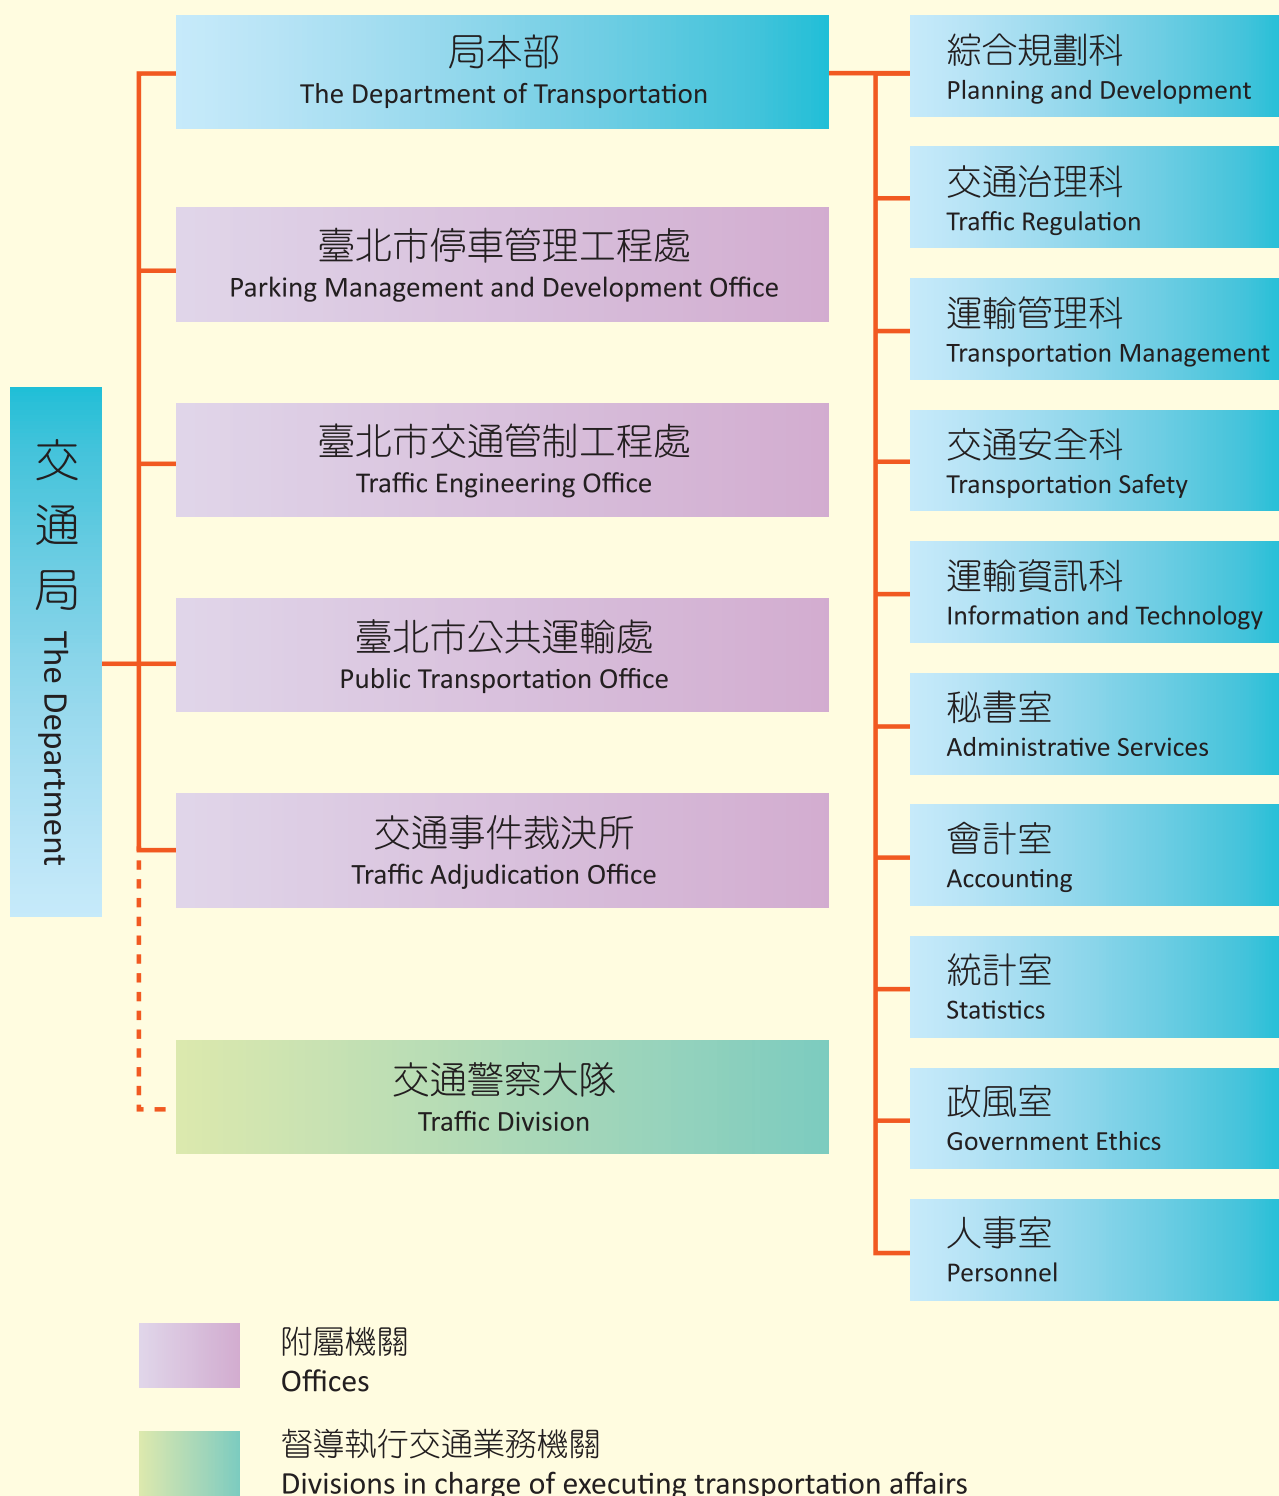 交通局 The Department
局本部
The Department of Transportation
臺北市停車管理工程處
Parking Management and Development Office
臺北市交通管制工程處
Traffic Engineering Office
臺北市公共運輸處
Public Transportation Office
交通事件裁決所
Traffic Adjudication Office
交通警察大隊
Traffic Division
綜合規劃科
Planning and Development
交通治理科
Traffic Regulation
運輸管理科
Transportation Management
交通安全科
Transportation Safety
運輸資訊科
Information and Technology
秘書室
Administrative Services
會計室
Accounting
統計室
Statistics
政風室
Government Ethics
人事室
Personnel
附屬機關
Offices
督導執行交通業務機關
Divisions in charge of executing transportation affairs